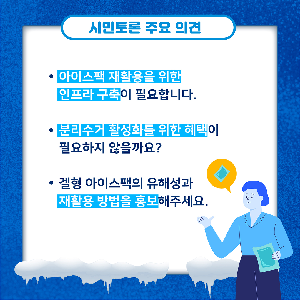 시민토론 주요 의견
• 아이스팩 재활용을 위한
인프라 구축이 필요합니다.
• 분리수거 활성화를 위한 혜택이
필요하지 않을까요?
• 겔형 아이스팩의 유해성과
재활용 방법을 홍보해주세요.